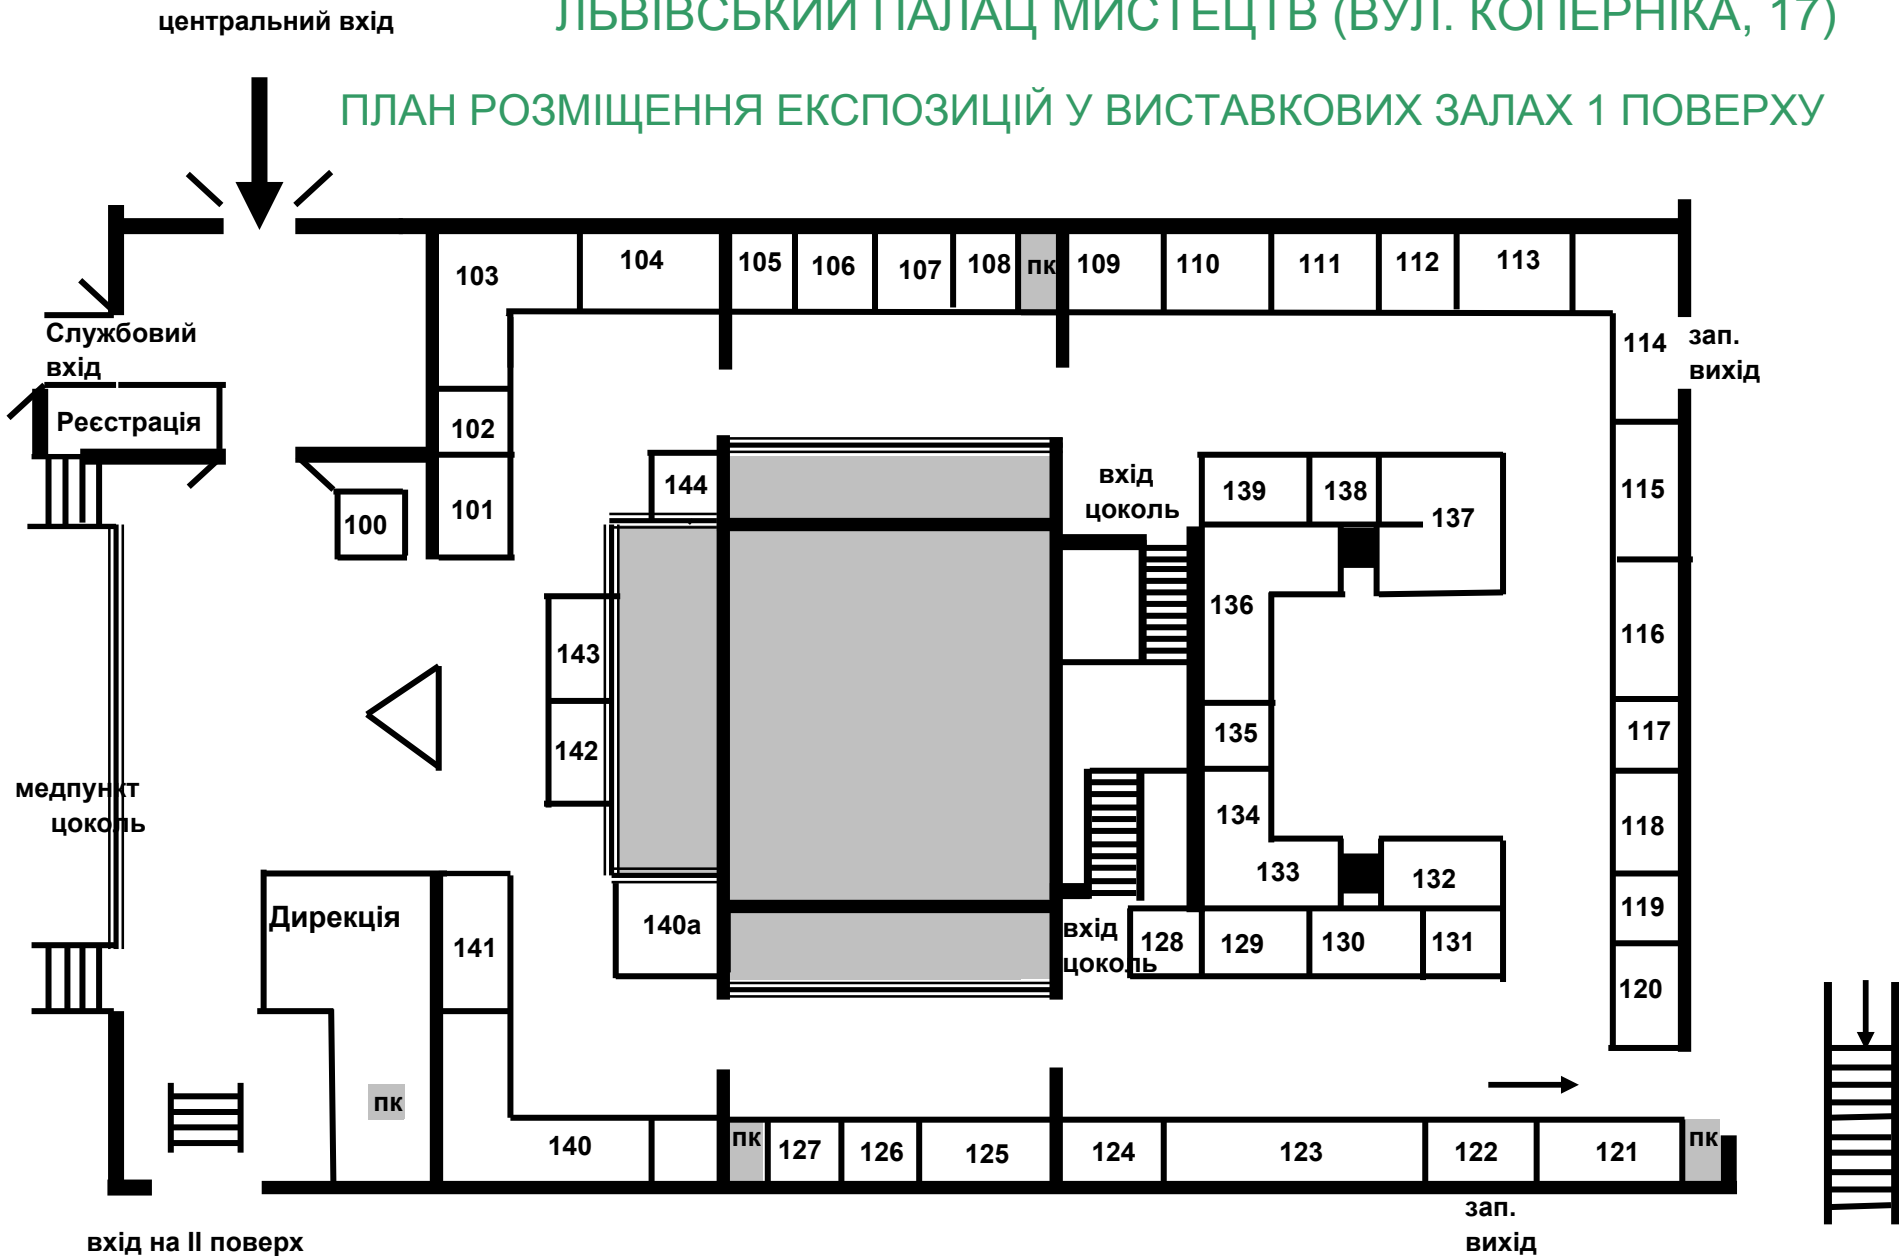 центральний вхід
ЛЬВІВСЬКИЙ ПАЛАЦ МИСТЕЦТВ (ВУЛ. КОПЕРНІКА, 17)
ПЛАН РОЗМІЩЕННЯ ЕКСПОЗИЦІЙ У ВИСТАВКОВИХ ЗАЛАХ 1 ПОВЕРХУ
103
104
105
106
107
108
пк
109
110
111
112
113
Службовий
вхід
114
зап.
вихід
Реєстрація
102
101
100
144
вхід
цоколь
139
138
137
115
143
136
116
142
135
117
медпункт
цоколь
134
118
133
132
Дирекція
141
140а
вхід
цоколь
128
129
130
131
119
120
пк
140
пк
127
126
125
124
123
122
121
пк
зап.
вихід
вхід на II поверх